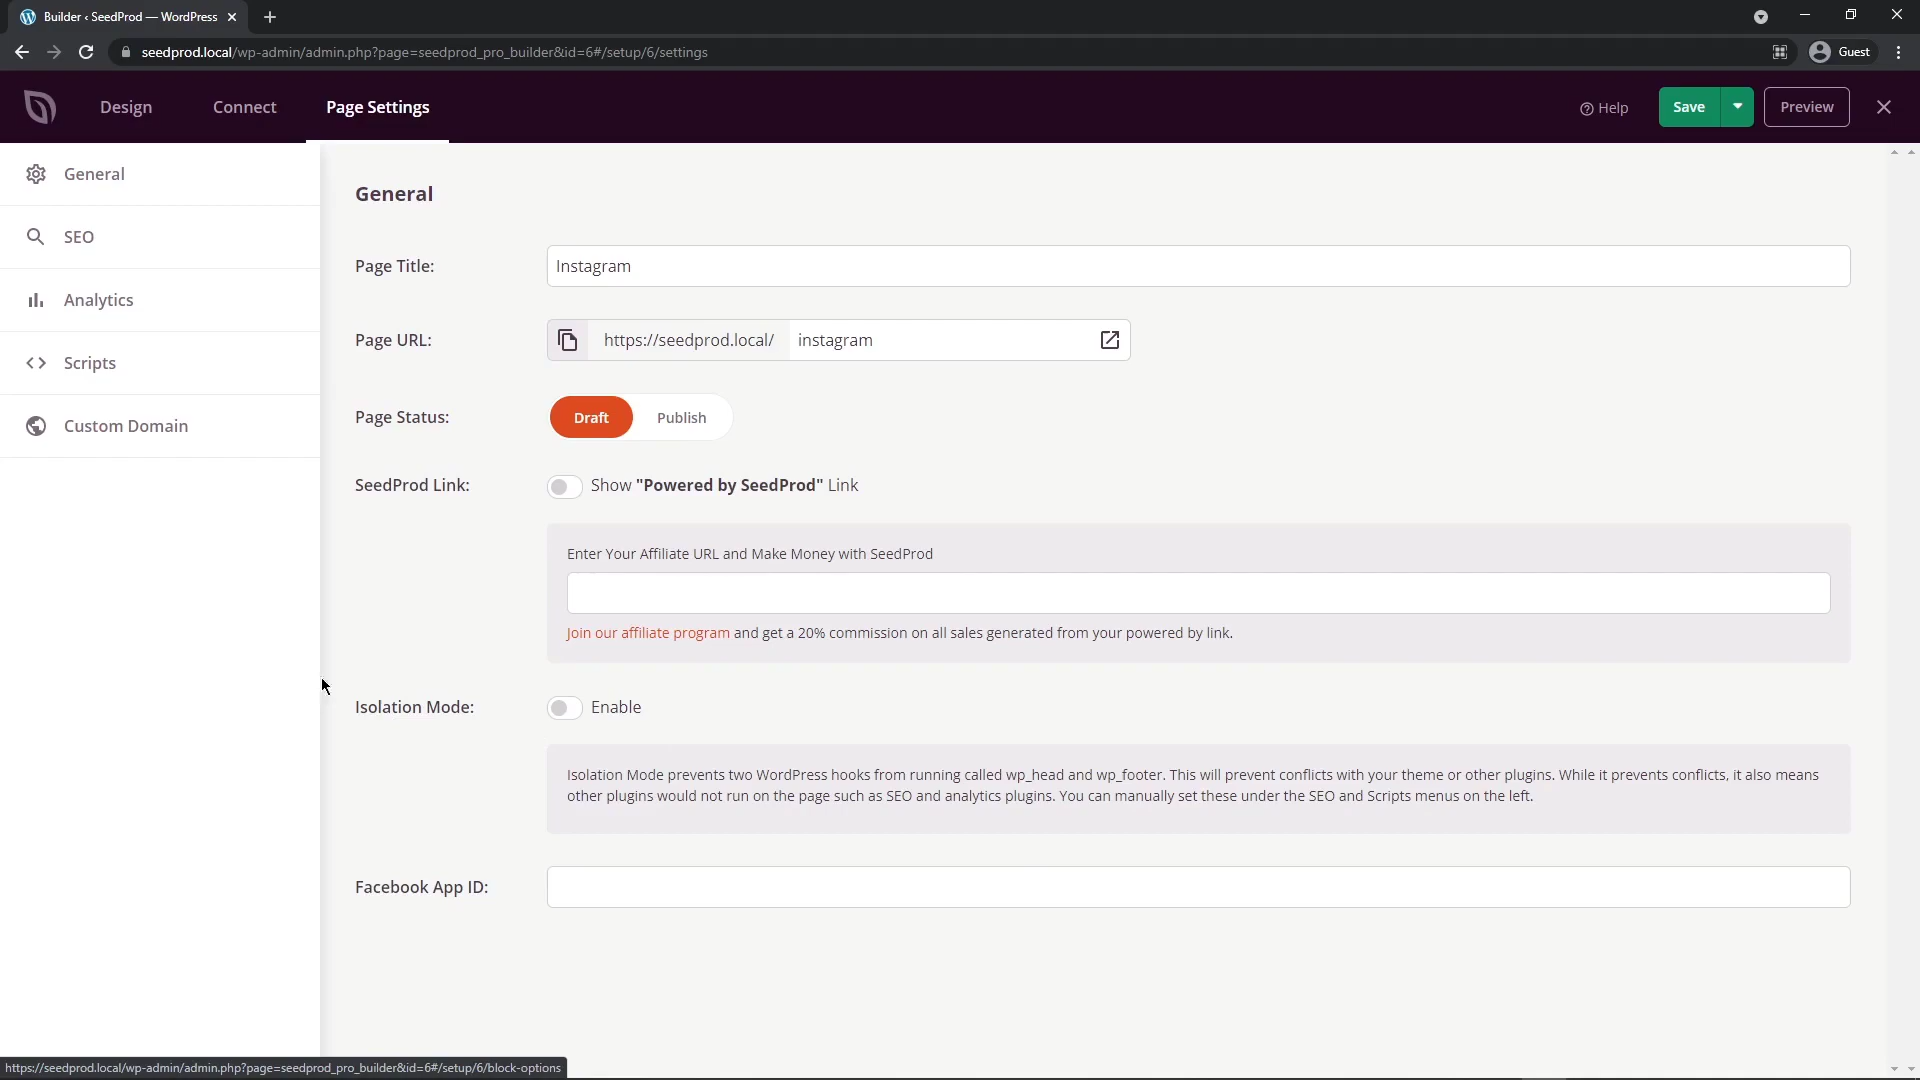 Builder ‹ SeedProd — WordPress
seedprod.local/wp-admin/admin.php?page=seedprod_pro_builder&id=6#/setup/6/settings
Guest
Design
Connect
Page Settings
Help
Save
Preview
General
SEO
Analytics
Scripts
Custom Domain
General
Page Title:
Instagram
Page URL:
https://seedprod.local/
instagram
Page Status:
Draft
Publish
SeedProd Link:
Show "Powered by SeedProd" Link
Enter Your Affiliate URL and Make Money with SeedProd
Join our affiliate program and get a 20% commission on all sales generated from your powered by link.
Isolation Mode:
Enable
Isolation Mode prevents two WordPress hooks from running called wp_head and wp_footer. This will prevent conflicts with your theme or other plugins. While it prevents conflicts, it also means
other plugins would not run on the page such as SEO and analytics plugins. You can manually set these under the SEO and Scripts menus on the left.
Facebook App ID:
https://seedprod.local/wp-admin/admin.php?page=seedprod_pro_builder&id=6#/setup/6/block-options